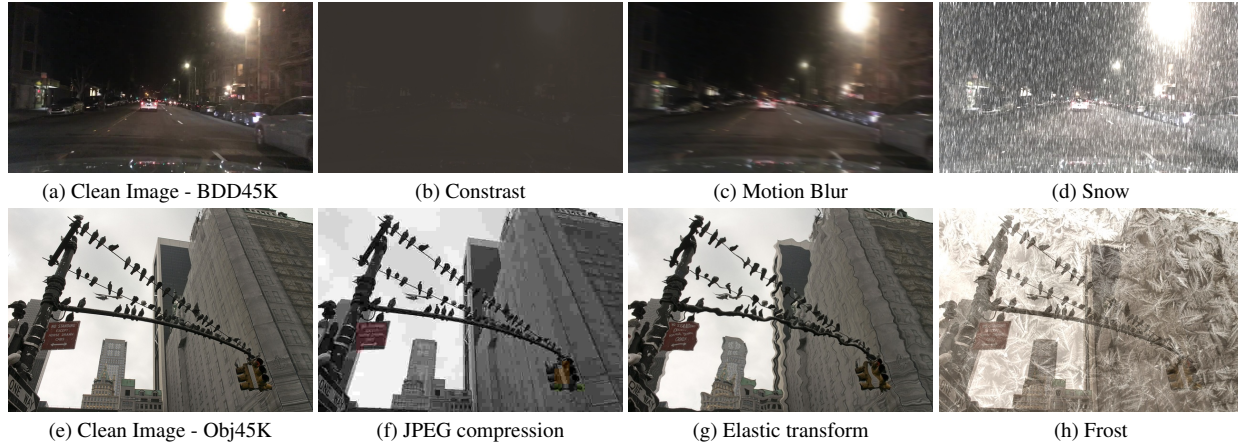 (a) Clean Image - BDD45K
(b) Constrast
(c) Motion Blur
(d) Snow
(e) Clean Image - Obj45K
(f) JPEG compression
(g) Elastic transform
(h) Frost